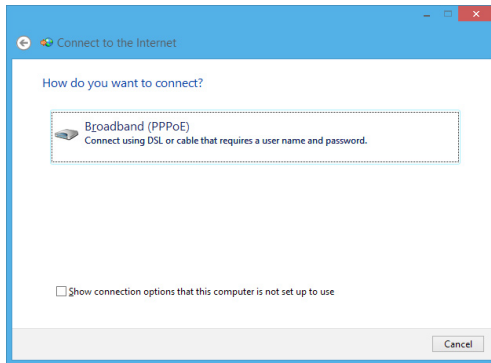 Connect to the Internet
How do you want to connect?
Broadband (PPPoE)
Connect using DSL or cable that requires a user name and password.
Show connection options that this computer is not set up to use
Cancel